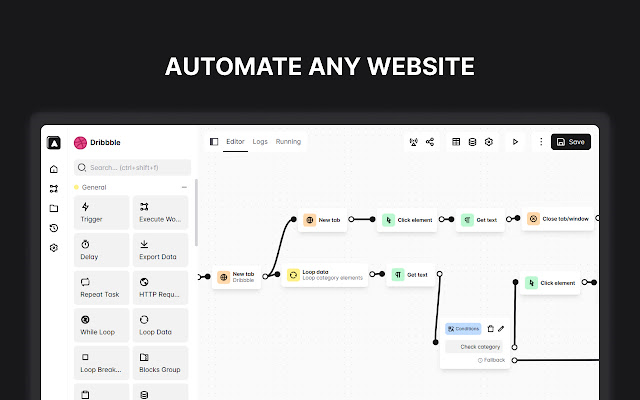 AUTOMATE ANY WEBSITE
Dribbble
Editor Logs Running
Save
Search... (ctrl+shift+f)
General
Trigger
Execute Wo...
Delay
Export Data
Repeat Task
HTTP Requ...
While Loop
Loop Data
Loop Break...
Blocks Group
New tab
Click element
Get text
Close tab/window
New tab
Dribbble
Loop data
Loop category elements
Get text
Click element
Conditions
Check category
Fallback